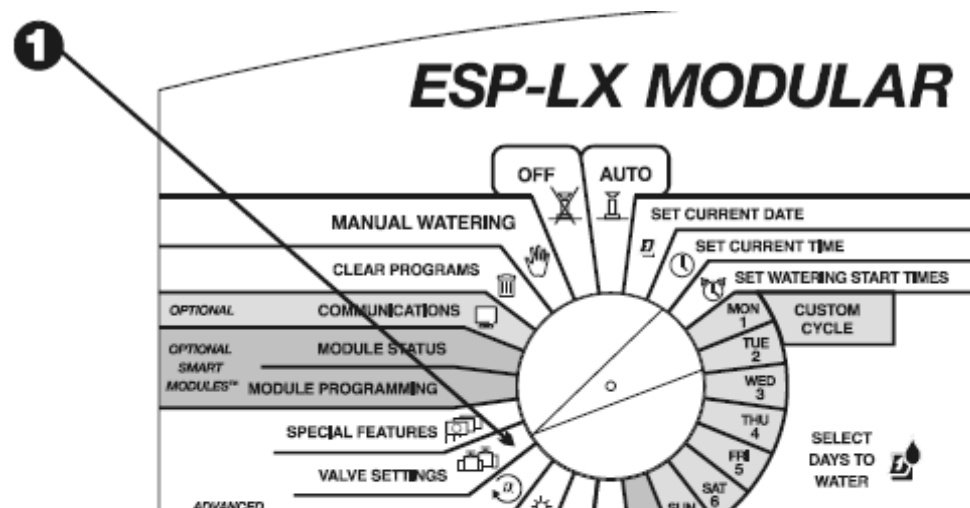 1
ESP-LX MODULAR
OFF
AUTO
MANUAL WATERING
SET CURRENT DATE
CLEAR PROGRAMS
SET CURRENT TIME
OPTIONAL
COMMUNICATIONS
SET WATERING START TIMES
OPTIONAL
SMART
MODULES™
MODULE STATUS
MODULE PROGRAMMING
SPECIAL FEATURES
VALVE SETTINGS
ADVANCED
MON
1
TUE
2
WED
3
THU
4
FRI
5
SAT
6
SUN
CUSTOM
CYCLE
SELECT
DAYS TO
WATER